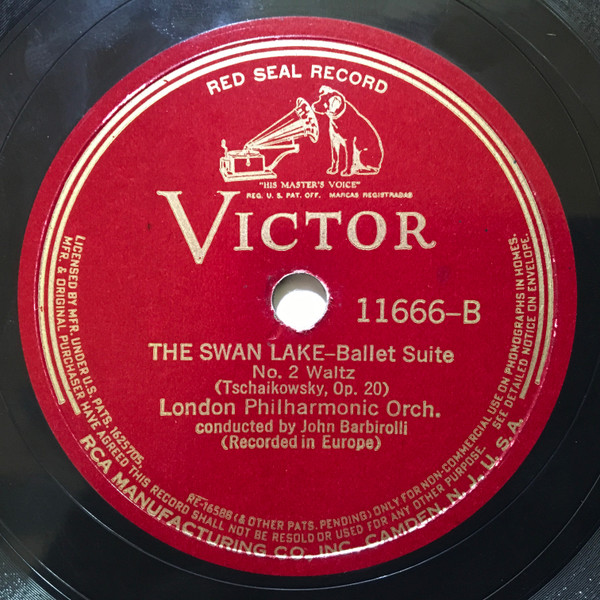 RED SEAL RECORD
"HIS MASTER'S VOICE"
REG. U. S. PAT. OFF. MARCAS REGISTRADAS
VICTOR
11666-B
THE SWAN LAKE-Ballet Suite
No. 2 Waltz
(Tschaikowsky, Op. 20)
London Philharmonic Orch.
conducted by John Barbirolli
(Recorded in Europe)
LICENSED BY MFR. UNDER U.S. PATS. 1625705,
RE-16588 (& OTHER PATS. PENDING) ONLY FOR NON-COMMERCIAL USE ON PHONOGRAPHS IN HOMES.
MFR. & ORIGINAL PURCHASER HAVE AGREED THIS RECORD SHALL NOT BE RESOLD OR USED FOR ANY OTHER PURPOSE. SEE DETAILED NOTICE ON ENVELOPE.
RCA MANUFACTURING CO., INC., CAMDEN, N. J., U. S. A.